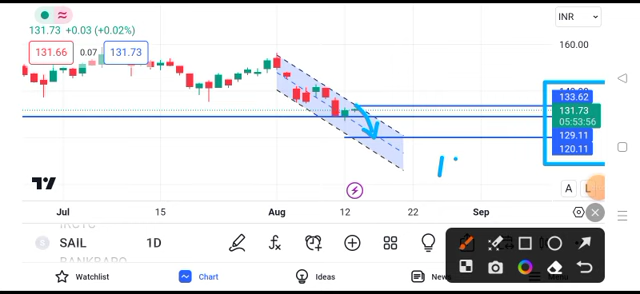 131.73 +0.03 (+0.02%)
INR
131.66 0.07 131.73
160.00
133.62
131.73
05:53:56
129.11
120.11
A L
Jul 15 Aug 12 22 Sep
SAIL 1D
Watchlist Chart Ideas News